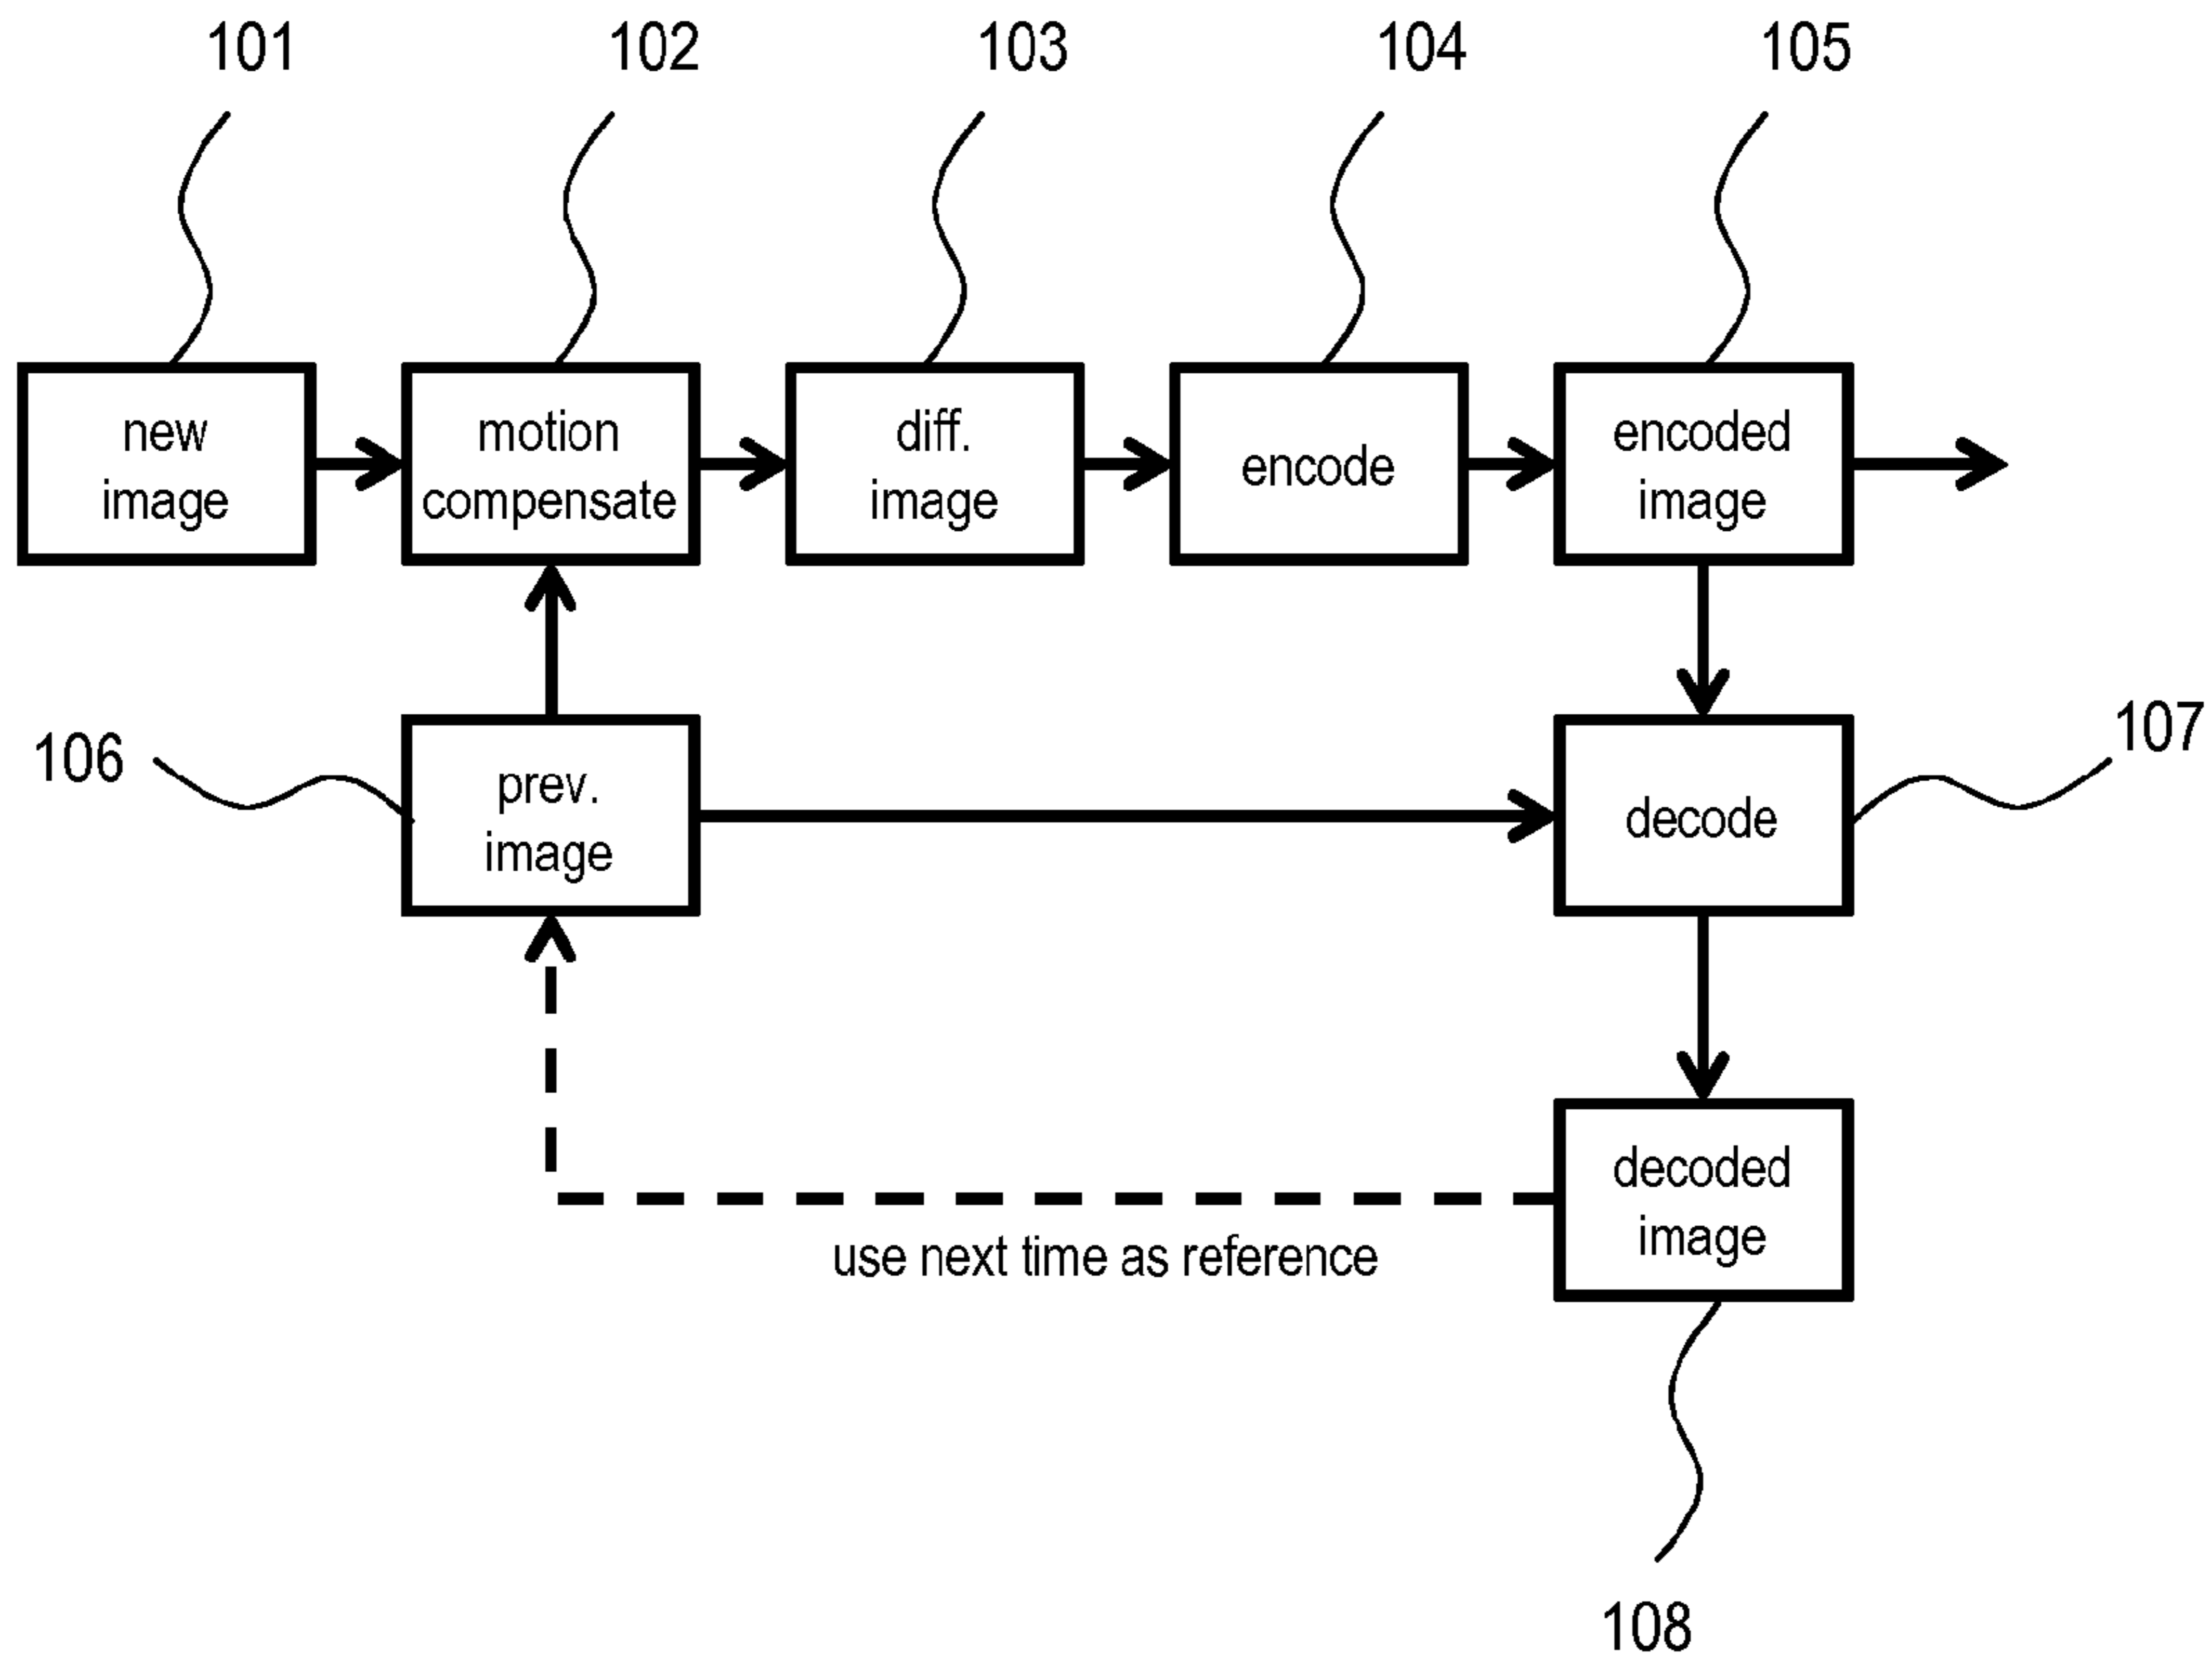 101
102
103
104
105
new
image
motion
compensate
diff.
image
encode
encoded
image
106
prev.
image
decode
107
decoded
image
use next time as reference
108